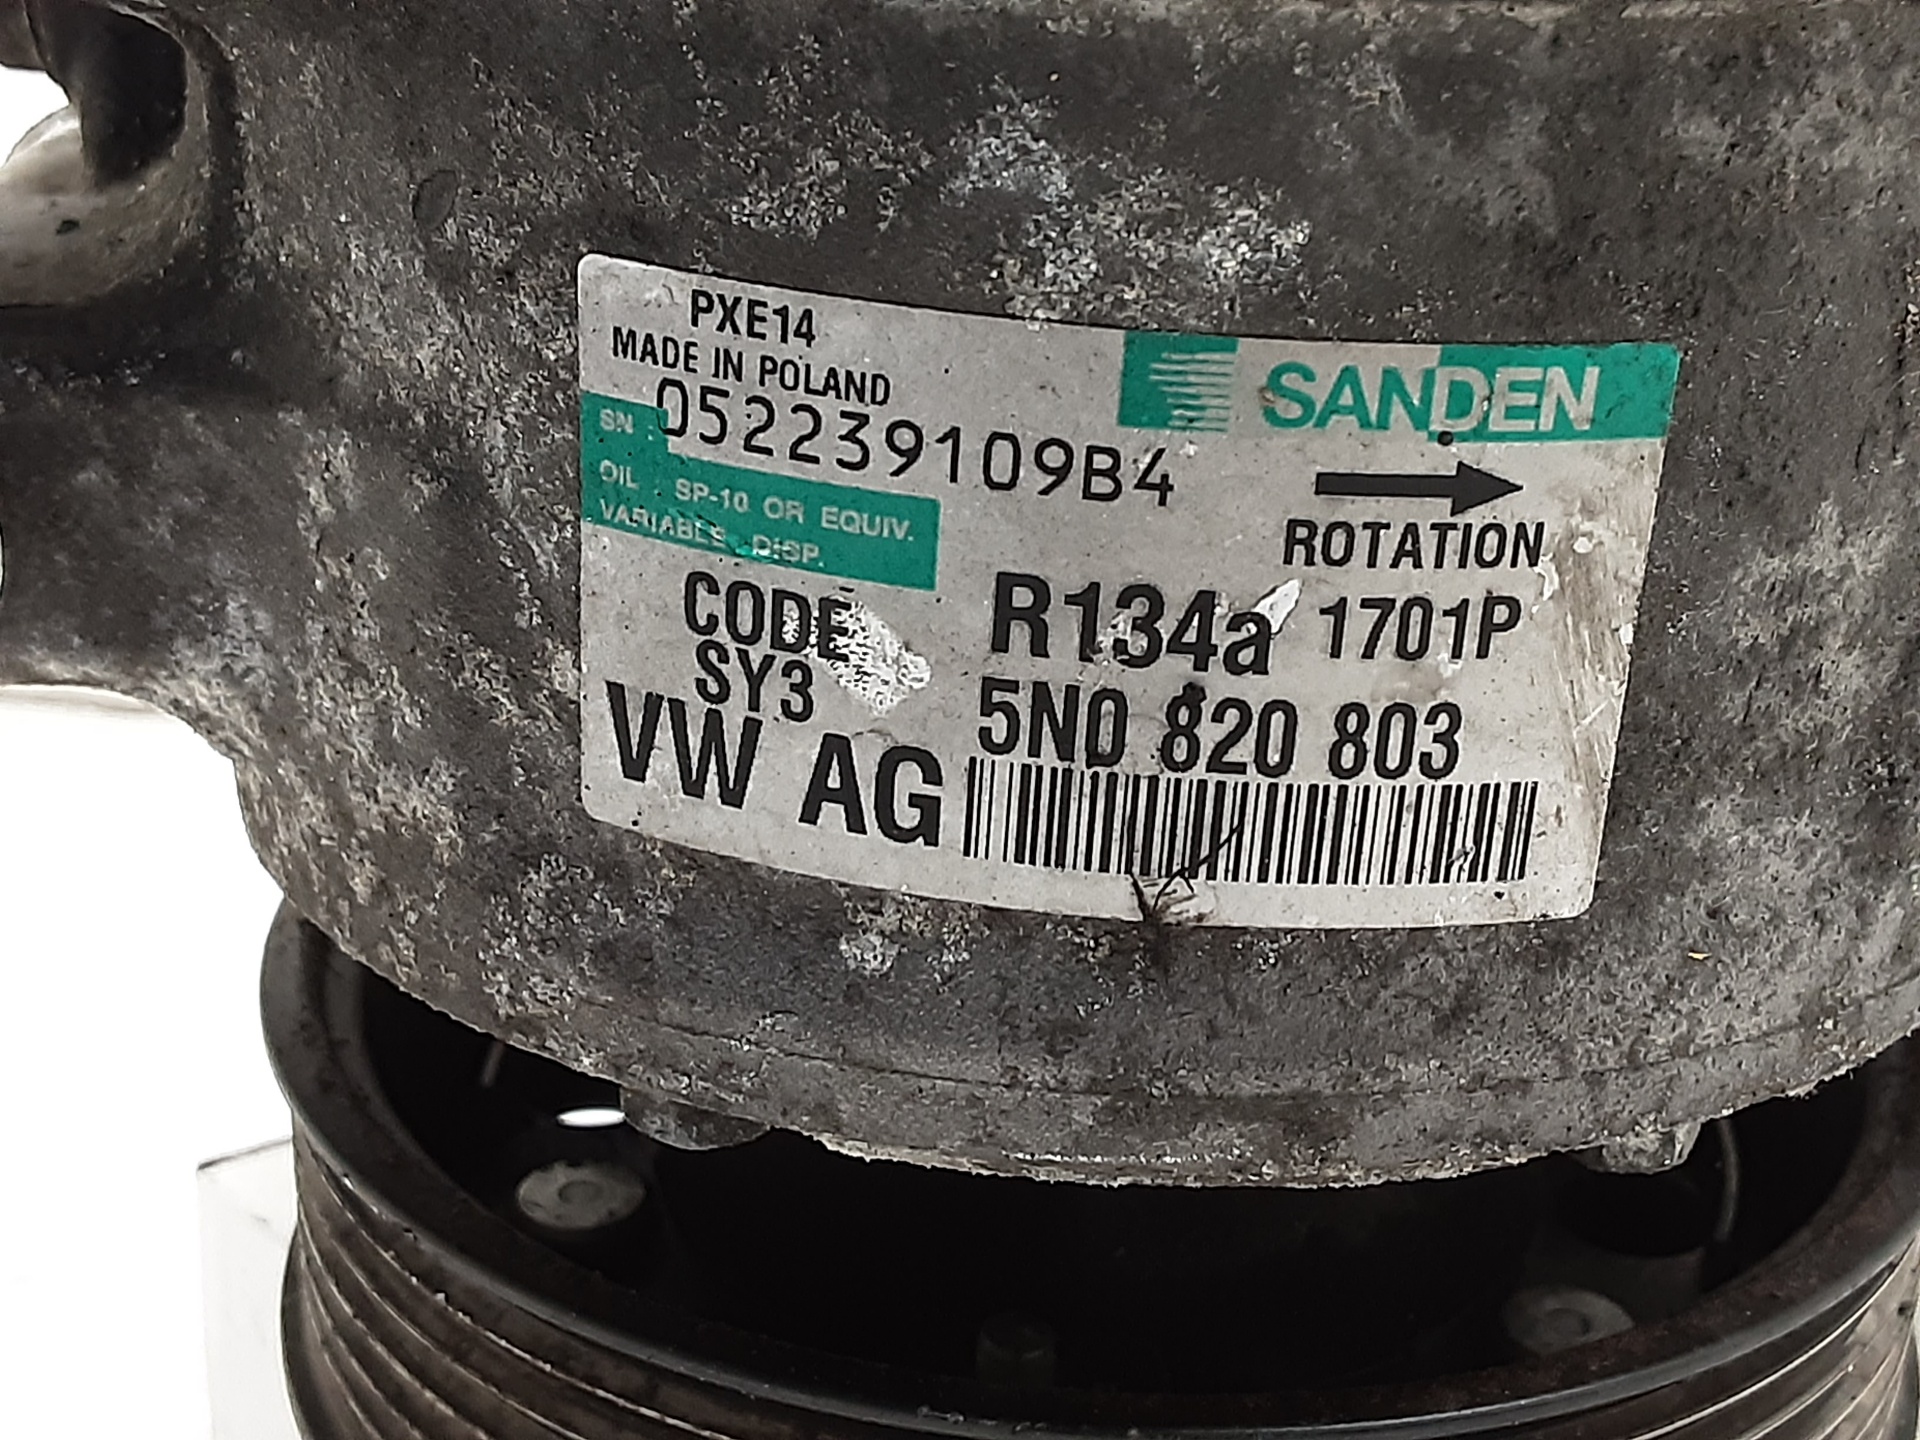 PXE14
MADE IN POLAND
SANDEN
SN : 052239109B4
OIL : SP-10 OR EQUIV.
VARIABLE DISP.
ROTATION
CODE
SY3
R134a 1701P
VW AG
5N0 820 803